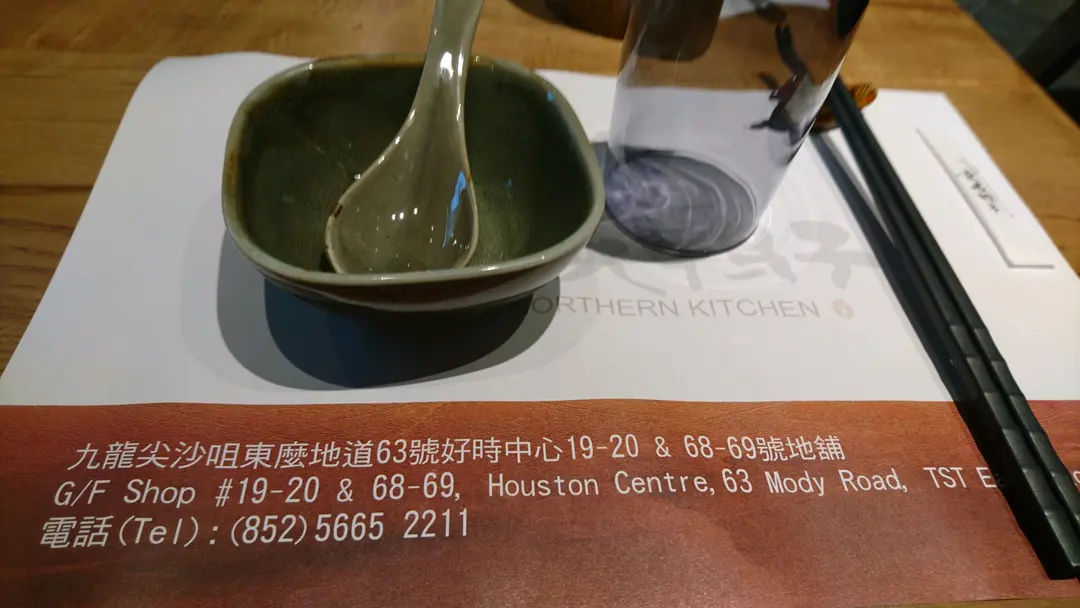 ORTHERN KITCHEN
九龍尖沙咀東麼地道63號好時中心19-20 & 68-69號地舖
G/F Shop #19-20 & 68-69, Houston Centre, 63 Mody Road, TST
電話(Tel):(852)5665 2211